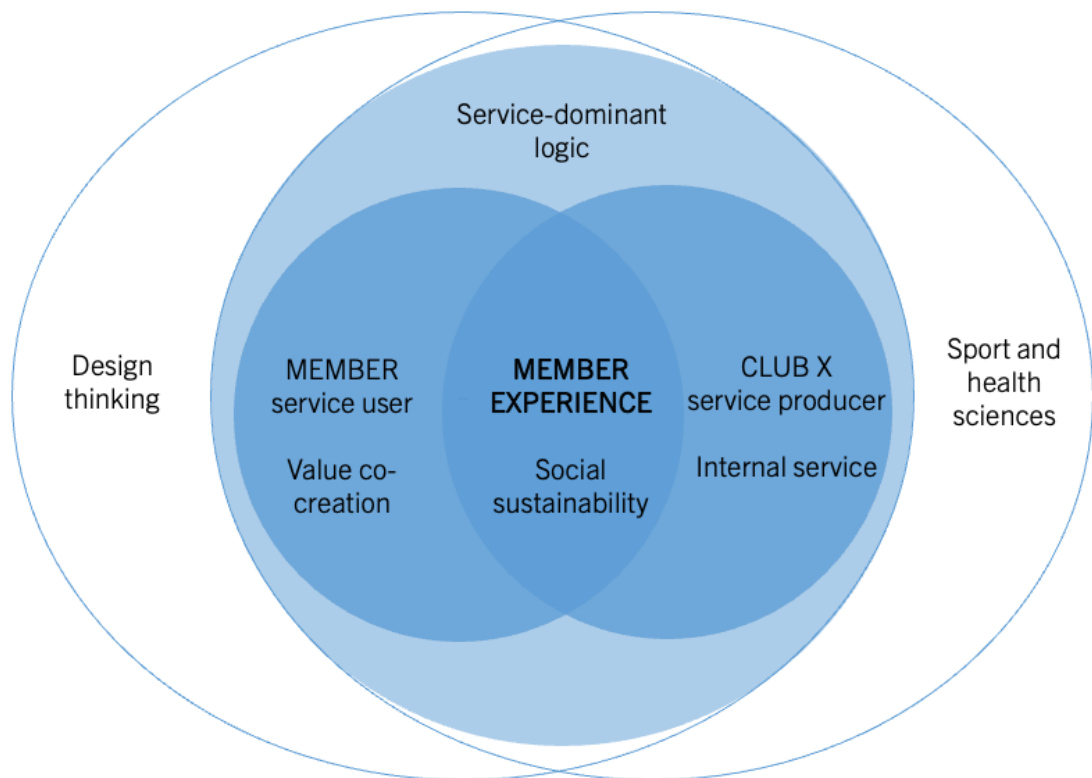 Service-dominant
logic
Design
thinking
MEMBER
service user
Value co-
creation
MEMBER
EXPERIENCE
Social
sustainability
CLUB X
service producer
Internal service
Sport and
health
sciences